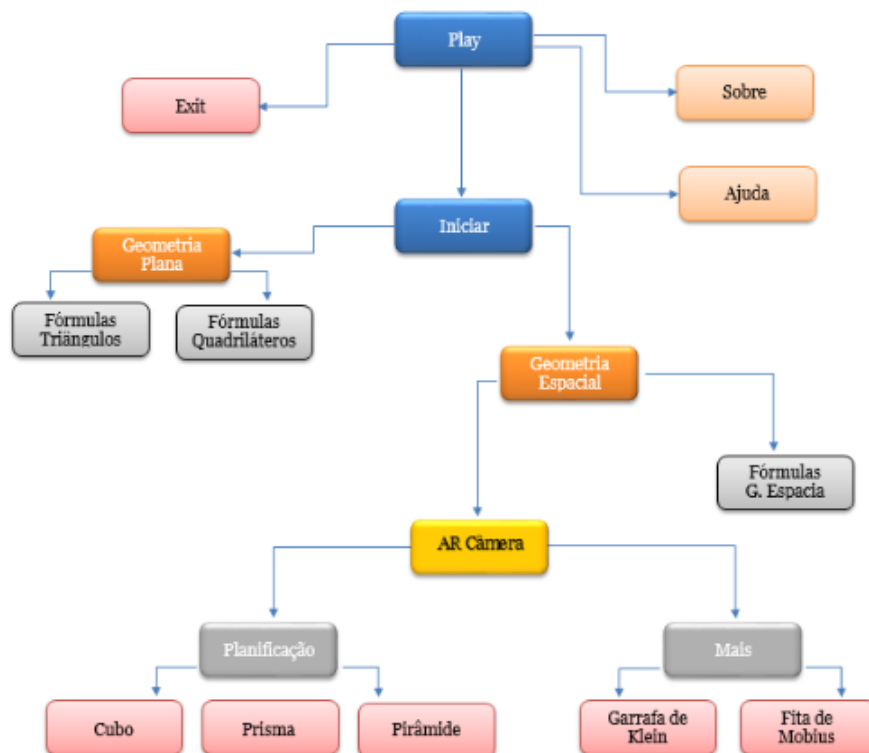 Play
Exit
Sobre
Ajuda
Iniciar
Geometria
Plana
Fórmulas
Triângulos
Fórmulas
Quadriláteros
Geometria
Espacial
Fórmulas
G. Espacia
AR Câmera
Planificação
Mais
Cubo
Prisma
Pirâmide
Garrafa de
Klein
Fita de
Mobius